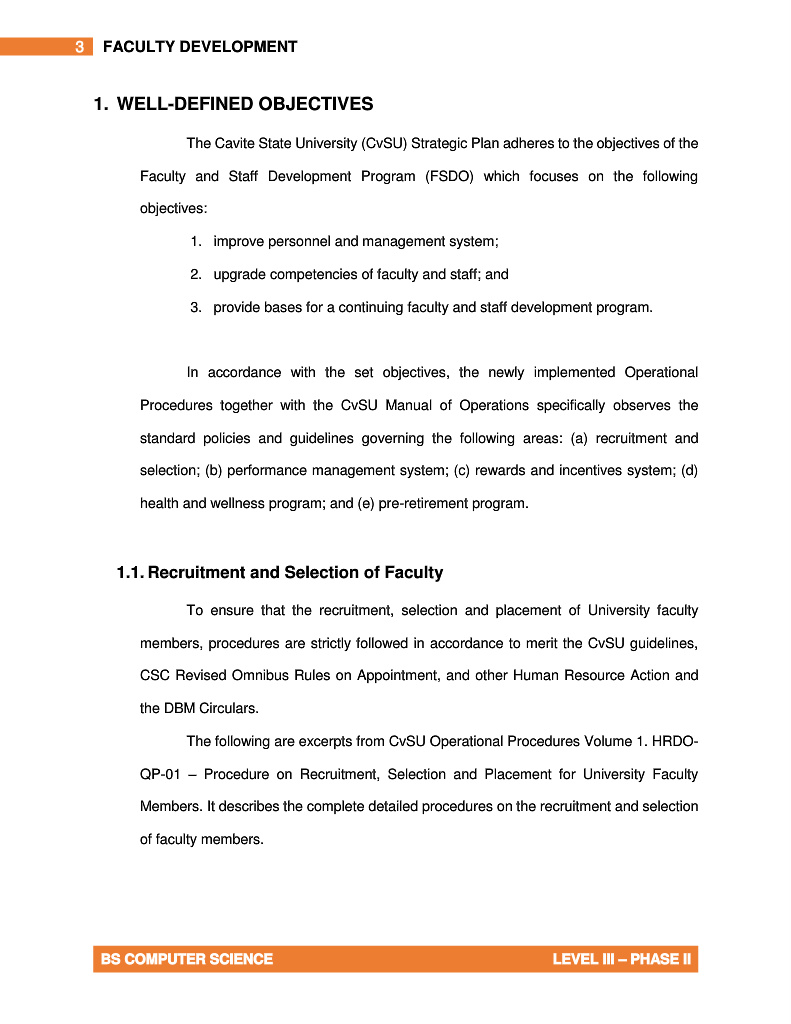 3 FACULTY DEVELOPMENT
1. WELL-DEFINED OBJECTIVES
The Cavite State University (CvSU) Strategic Plan adheres to the objectives of the
Faculty and Staff Development Program (FSDO) which focuses on the following
objectives:
1. improve personnel and management system;
2. upgrade competencies of faculty and staff; and
3. provide bases for a continuing faculty and staff development program.
In accordance with the set objectives, the newly implemented Operational
Procedures together with the CvSU Manual of Operations specifically observes the
standard policies and guidelines governing the following areas: (a) recruitment and
selection; (b) performance management system; (c) rewards and incentives system; (d)
health and wellness program; and (e) pre-retirement program.
1.1. Recruitment and Selection of Faculty
To ensure that the recruitment, selection and placement of University faculty
members, procedures are strictly followed in accordance to merit the CvSU guidelines,
CSC Revised Omnibus Rules on Appointment, and other Human Resource Action and
the DBM Circulars.
The following are excerpts from CvSU Operational Procedures Volume 1. HRDO-
QP-01 – Procedure on Recruitment, Selection and Placement for University Faculty
Members. It describes the complete detailed procedures on the recruitment and selection
of faculty members.
BS COMPUTER SCIENCE LEVEL III – PHASE II